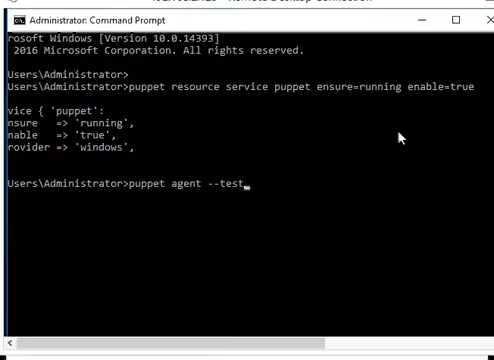 Administrator: Command Prompt
rosoft Windows [Version 10.0.14393]
2016 Microsoft Corporation. All rights reserved.
Users\Administrator>
Users\Administrator>puppet resource service puppet ensure=running enable=true
vice { 'puppet':
nsure => 'running',
nable => 'true',
rovider => 'windows',
Users\Administrator>puppet agent --test